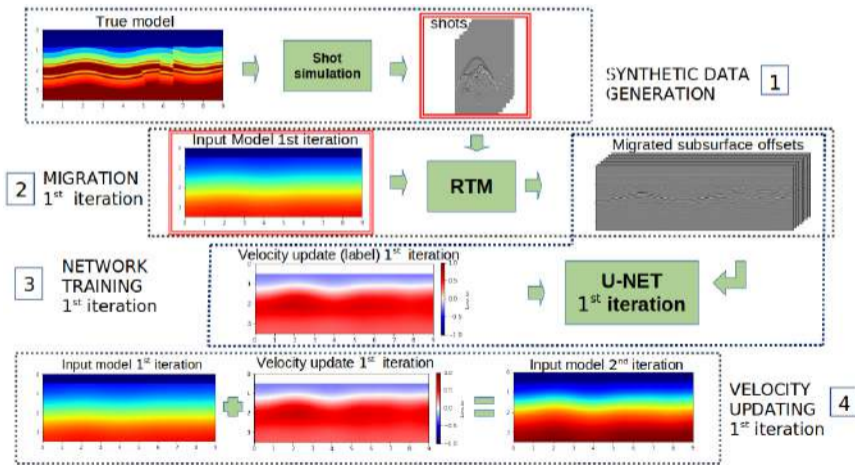 True model
Shot
simulation
shots
SYNTHETIC DATA
GENERATION
1
2
MIGRATION
1st iteration
Input Model 1st iteration
RTM
Migrated subsurface offsets
3
NETWORK
TRAINING
1st iteration
Velocity update (label) 1st iteration
U-NET
1st iteration
Input model 1st iteration
Velocity update 1st iteration
Input model 2nd iteration
VELOCITY
UPDATING
1st iteration
4